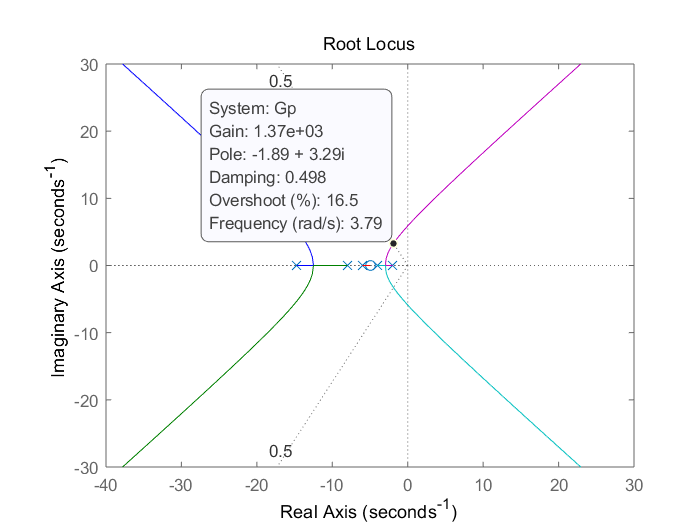 Root Locus
30
20
10
0
-10
-20
-30
Imaginary Axis (seconds-1)
0.5
System: Gp
Gain: 1.37e+03
Pole: -1.89 + 3.29i
Damping: 0.498
Overshoot (%): 16.5
Frequency (rad/s): 3.79
0.5
-40 -30 -20 -10 0 10 20 30
Real Axis (seconds-1)